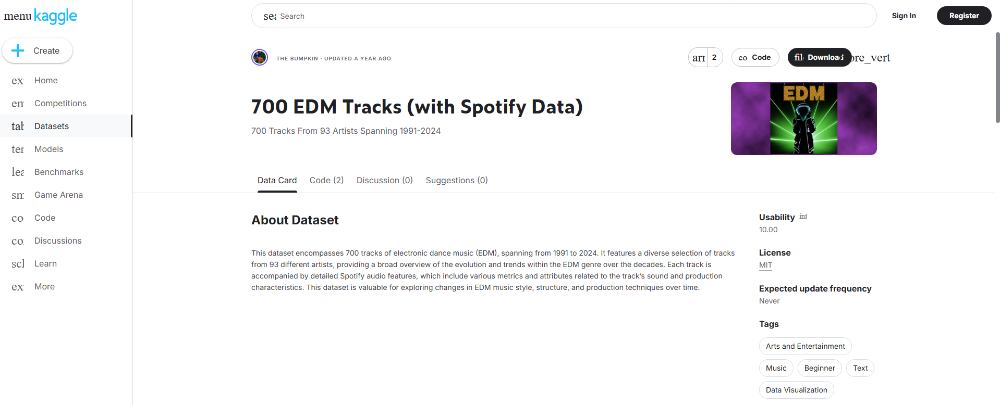 menu kaggle
Search
Sign In
Register
Create
ex Home
em Competitions
tab Datasets
ter Models
lea Benchmarks
sm Game Arena
co Code
co Discussions
scl Learn
ex More
THE BUMPKIN · UPDATED A YEAR AGO
2
co Code
Download
ore_vert
700 EDM Tracks (with Spotify Data)
700 Tracks From 93 Artists Spanning 1991-2024
EDM
Data Card
Code (2)
Discussion (0)
Suggestions (0)
About Dataset
This dataset encompasses 700 tracks of electronic dance music (EDM), spanning from 1991 to 2024. It features a diverse selection of tracks
from 93 different artists, providing a broad overview of the evolution and trends within the EDM genre over the decades. Each track is
accompanied by detailed Spotify audio features, which include various metrics and attributes related to the track's sound and production
characteristics. This dataset is valuable for exploring changes in EDM music style, structure, and production techniques over time.
Usability
10.00
License
MIT
Expected update frequency
Never
Tags
Arts and Entertainment
Music
Beginner
Text
Data Visualization